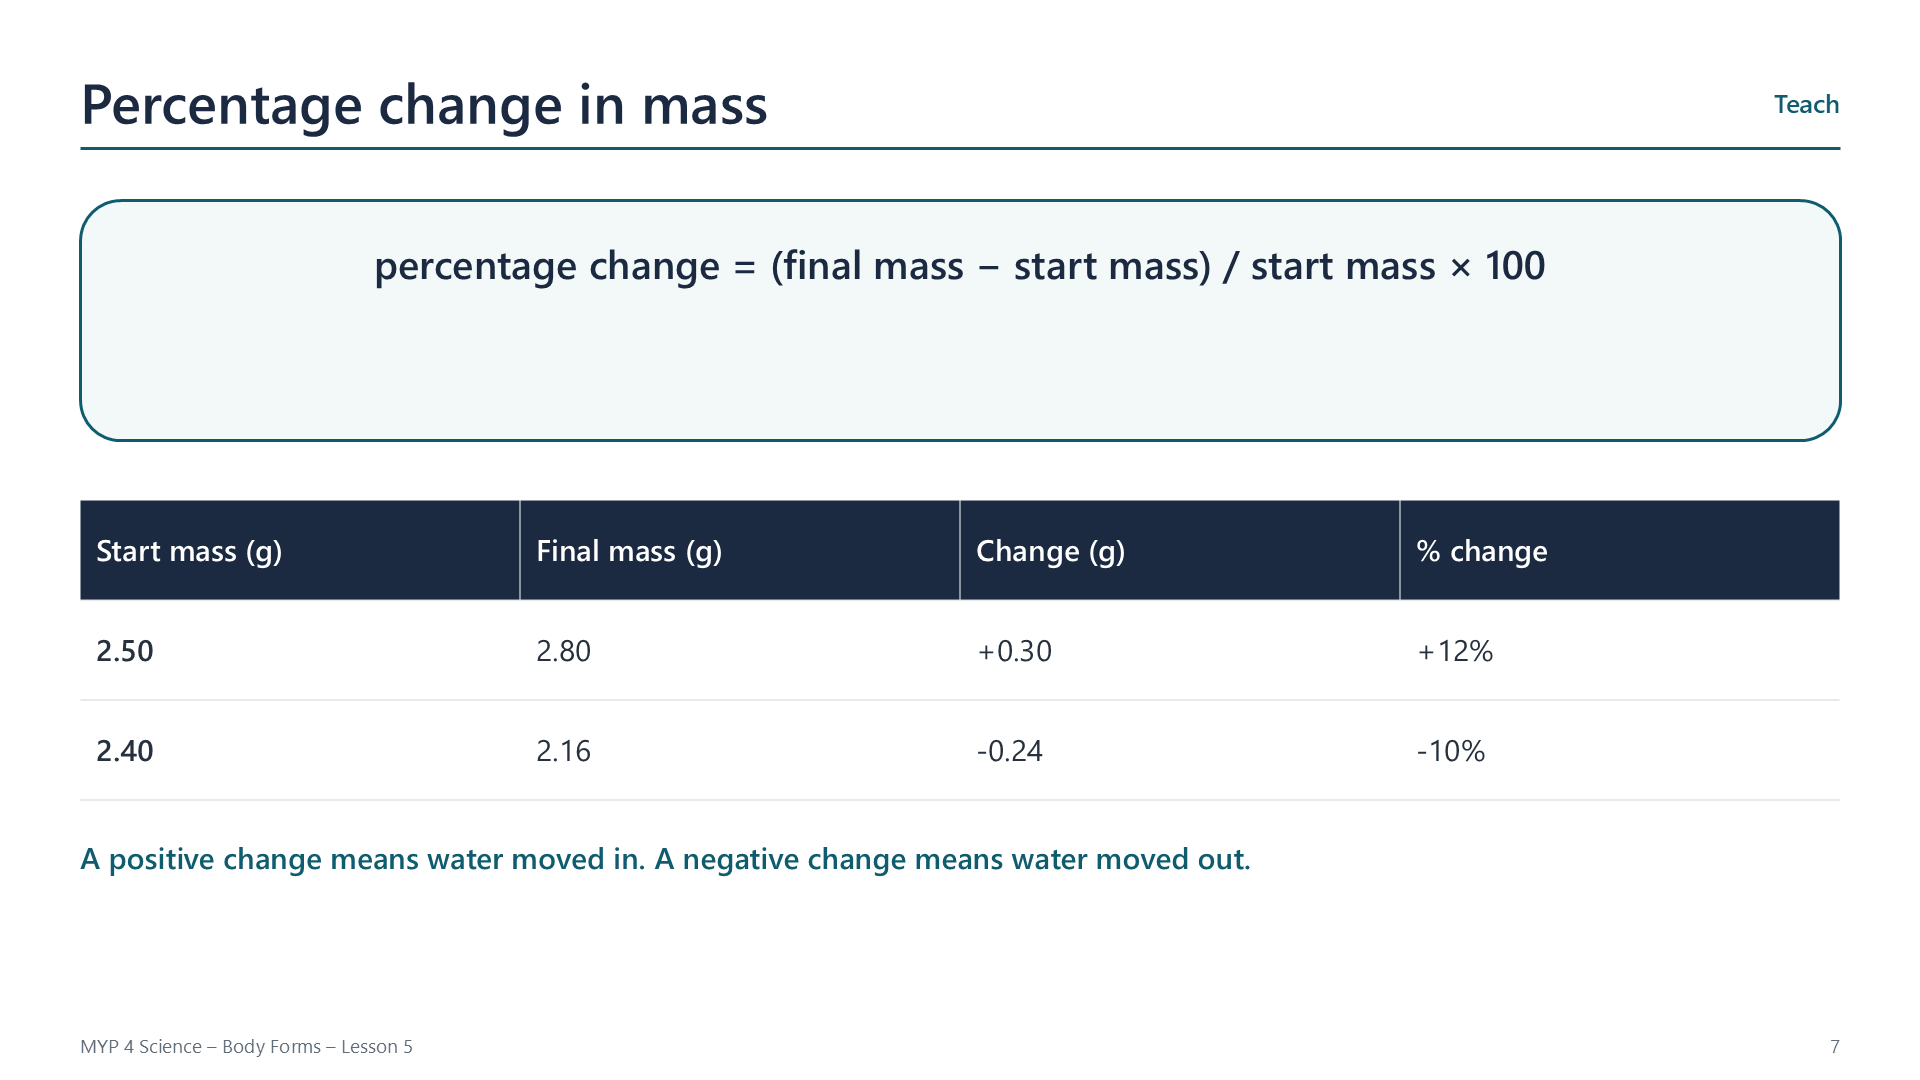 Percentage change in mass
Teach
percentage change = (final mass − start mass) / start mass × 100
Start mass (g) Final mass (g) Change (g) % change
2.50 2.80 +0.30 +12%
2.40 2.16 -0.24 -10%
A positive change means water moved in. A negative change means water moved out.
MYP 4 Science – Body Forms – Lesson 5
7